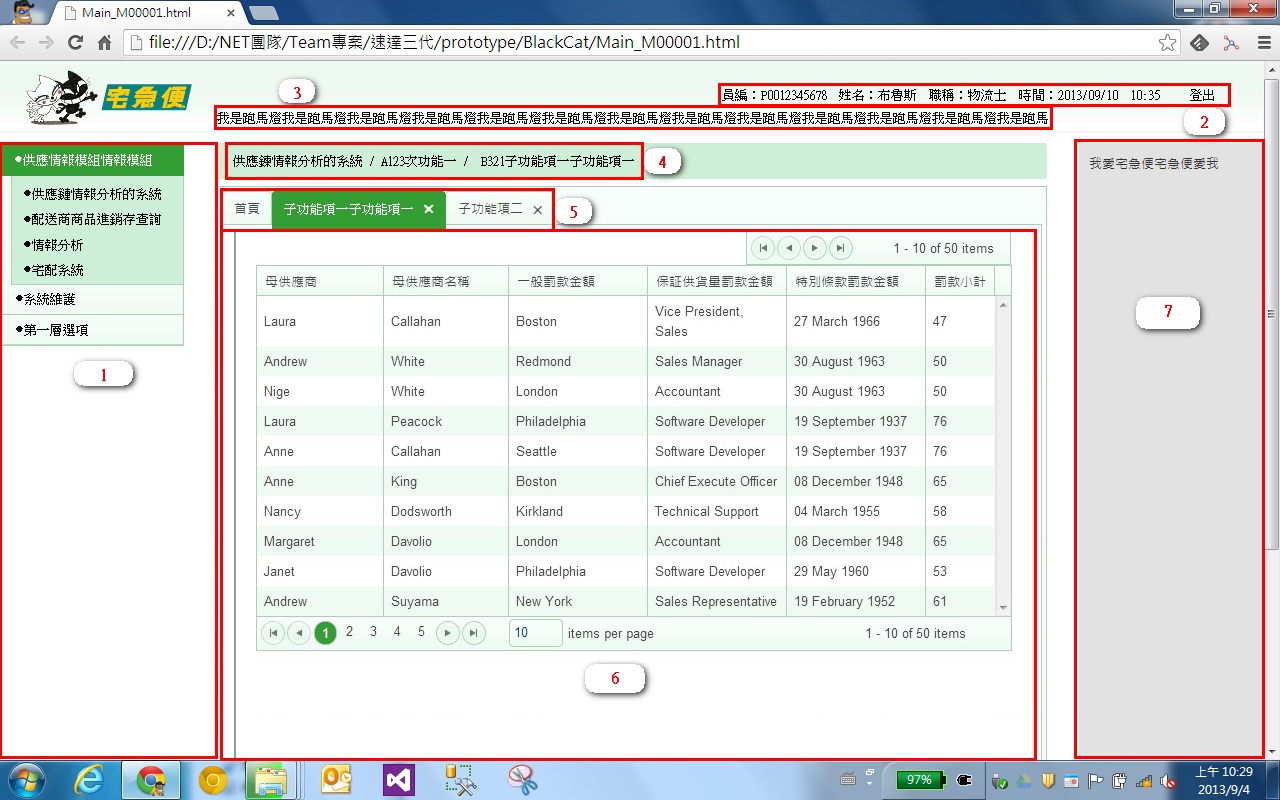 Main_M00001.html
file:///D:/NET團隊/Team專案/速達三代/prototype/BlackCat/Main_M00001.html
宅急便
3
員編：P0012345678 姓名：布魯斯 職稱：物流士 時間：2013/09/10 10:35 登出
我是跑馬燈我是跑馬燈我是跑馬燈我是跑馬燈我是跑馬燈我是跑馬燈我是跑馬燈我是跑馬燈我是跑馬燈我是跑馬燈我是跑馬燈我是跑馬燈我是跑馬
2
供應情報模組情報模組
供應鏈情報分析的系統
配送商商品進銷存查詢
情報分析
宅配系統
系統維護
第一層選項
1
供應鍊情報分析的系統 / A123次功能一 / B321子功能項一子功能項一
4
首頁 子功能項一子功能項一 子功能項二
5
1 - 10 of 50 items
母供應商 母供應商名稱 一般罰款金額 保証供貨量罰款金額 特別條款罰款金額 罰款小計
Laura Callahan Boston Vice President, Sales 27 March 1966 47
Andrew White Redmond Sales Manager 30 August 1963 50
Nige White London Accountant 30 August 1963 50
Laura Peacock Philadelphia Software Developer 19 September 1937 76
Anne Callahan Seattle Software Developer 19 September 1937 76
Anne King Boston Chief Execute Officer 08 December 1948 65
Nancy Dodsworth Kirkland Technical Support 04 March 1955 58
Margaret Davolio London Accountant 08 December 1948 65
Janet Davolio Philadelphia Software Developer 29 May 1960 53
Andrew Suyama New York Sales Representative 19 February 1952 61
1 2 3 4 5 10 items per page 1 - 10 of 50 items
6
我愛宅急便宅急便愛我
7
97%
上午 10:29
2013/9/4